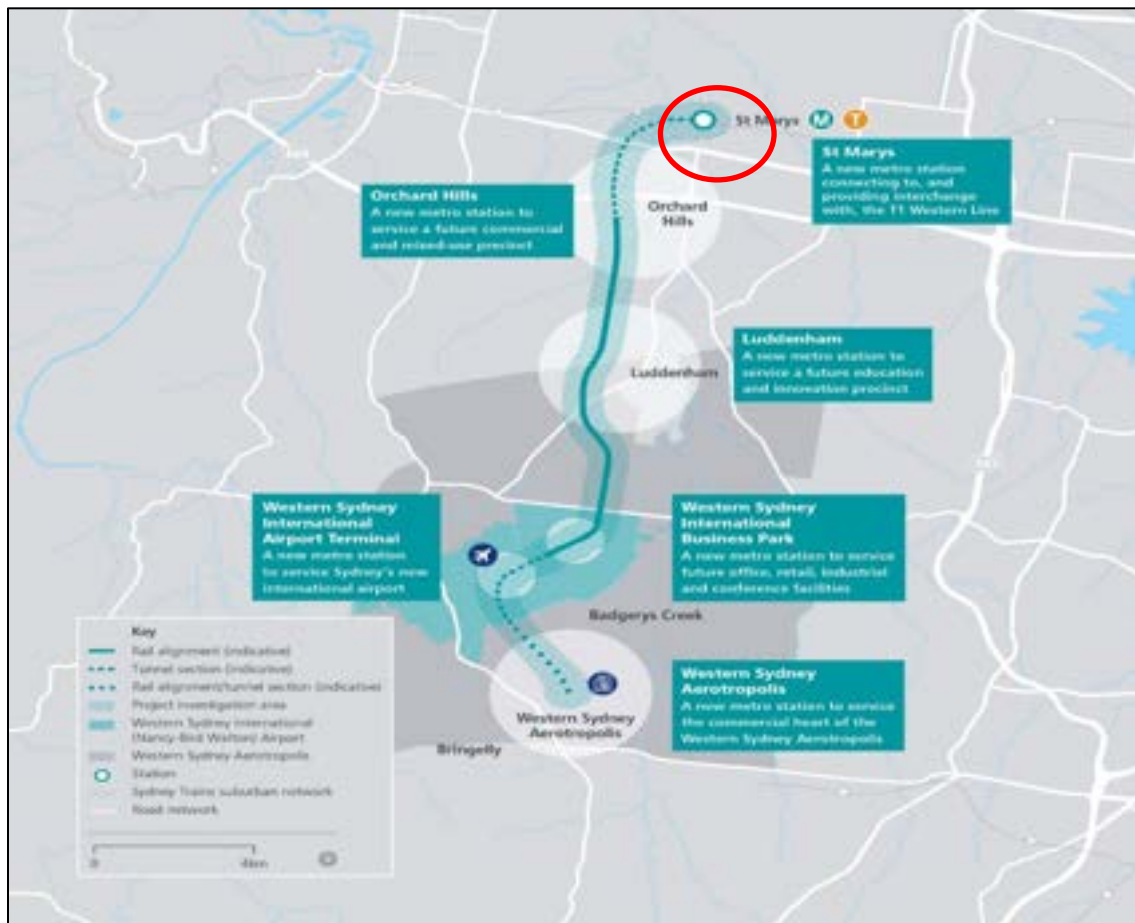 St Marys M T
St Marys
A new metro station
connecting to, and
providing interchange
with, the T1 Western Line
Orchard Hills
A new metro station to
service a future commercial
and mixed-use precinct
Orchard
Hills
Luddenham
A new metro station to
service a future education
and innovation precinct
Luddenham
Western Sydney
International
Airport Terminal
A new metro station
to service Sydney's new
international airport
Western Sydney
International
Business Park
A new metro station to service
future office, retail, industrial
and conference facilities
Badgerys Creek
Western Sydney
Aerotropolis
A new metro station to service
the commercial heart of the
Western Sydney Aerotropolis
Western Sydney
Aerotropolis
Bringelly
Key
Rail alignment (indicative)
Tunnel section (indicative)
Rail alignment/tunnel section (indicative)
Project investigation area
Western Sydney International
(Nancy-Bird Walton) Airport
Western Sydney Aerotropolis
Station
Sydney Trains suburban network
Road network
0 4km